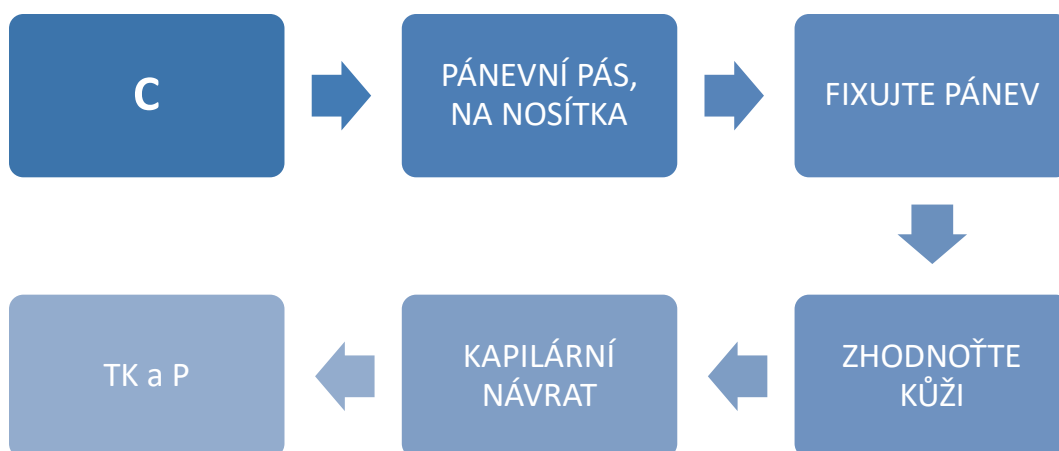 C
PÁNEVNÍ PÁS,
NA NOSÍTKA
FIXUJTE PÁNEV
ZHODNOŤTE
KŮŽI
KAPILÁRNÍ
NÁVRAT
TK a P